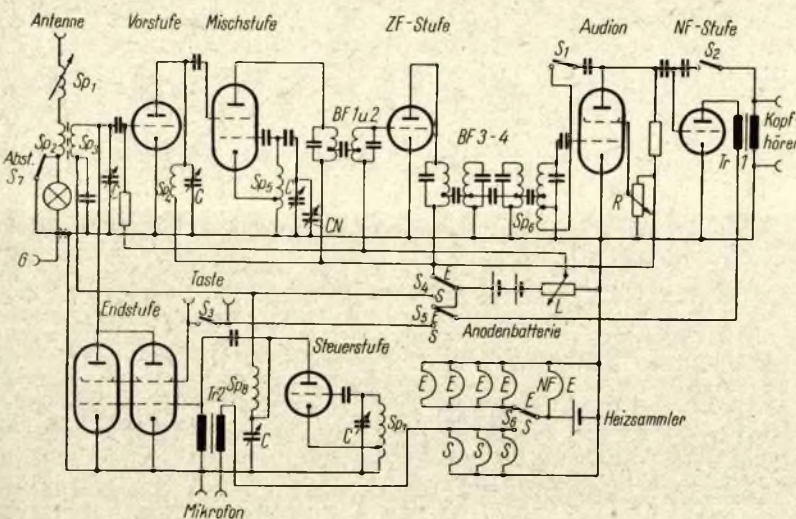 Antenne
Vorstufe
Mischstufe
ZF-Stufe
Audion
NF-Stufe
S1
S2
Sp1
BF 1 u 2
BF 3-4
Kopf-
hörer
Sp2
Sp3
Abst.
S7
C
Sp4
C
Sp5
C
CN
Sp6
R
Tr 1
G
Taste
S4
E
S
S5
E
S
L
Anodenbatterie
Endstufe
S3
Steuerstufe
Sp8
Tr2
C
C
Sp7
E
E
E
E
NF
E
E
S6
S
Heizsammler
S
S
S
Mikrofon